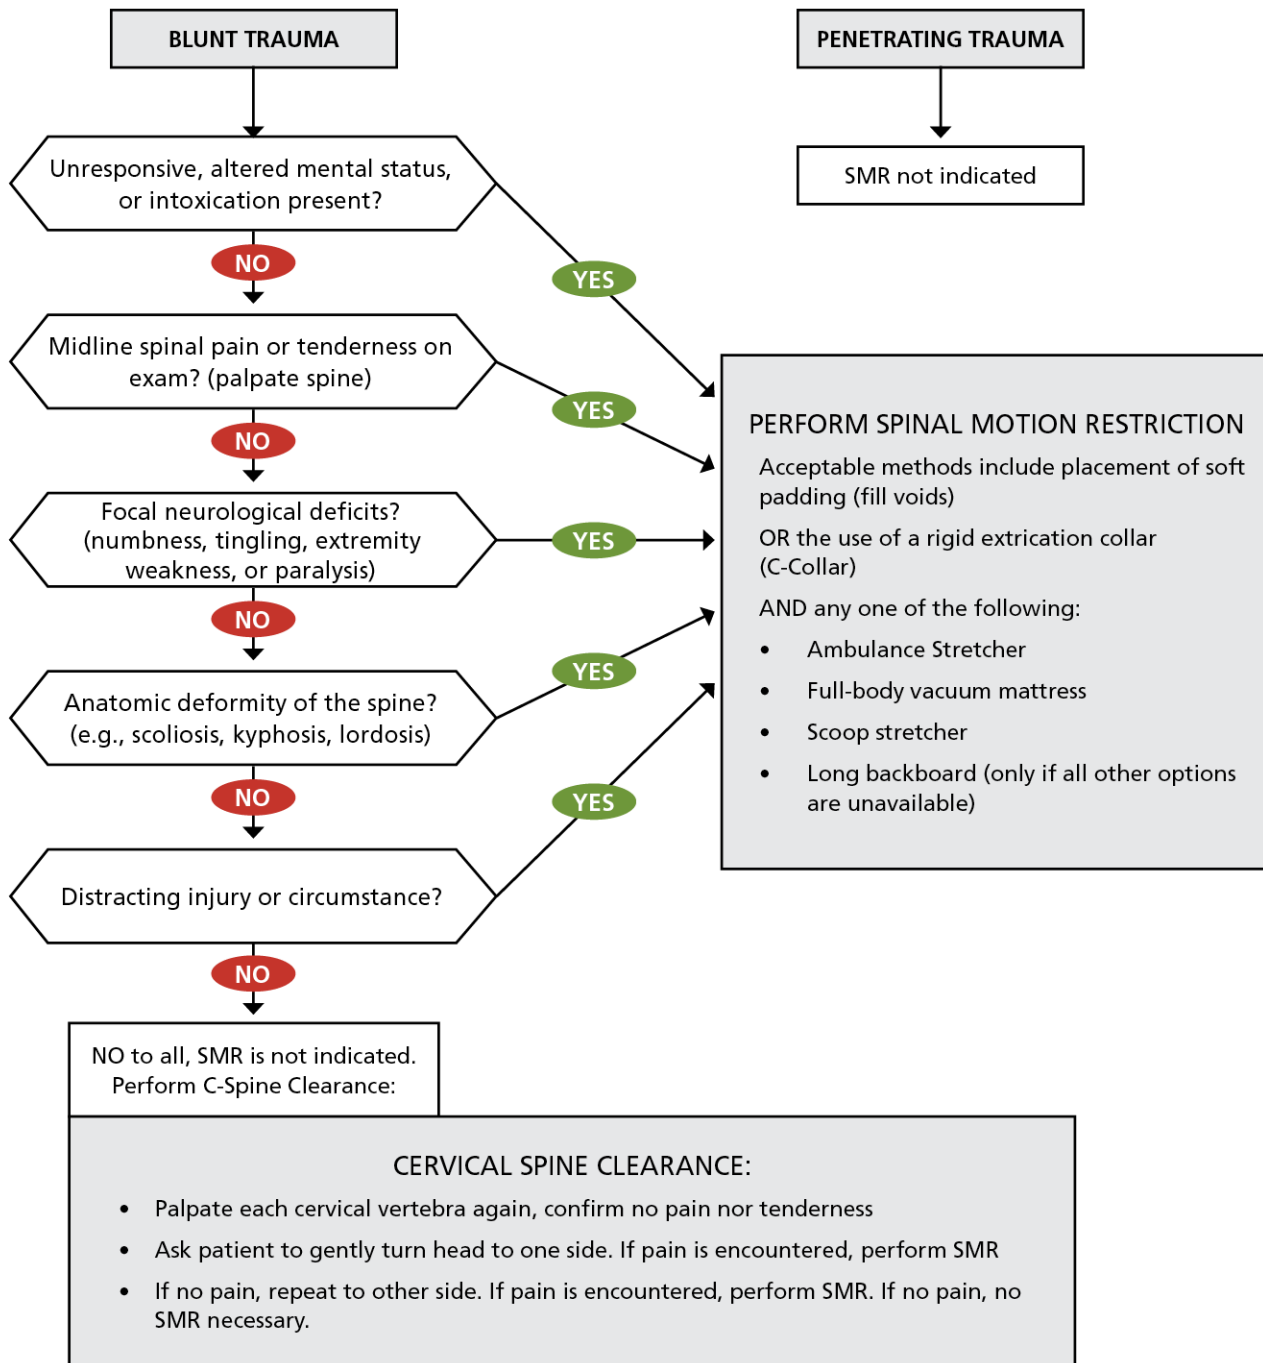 BLUNT TRAUMA
PENETRATING TRAUMA
Unresponsive, altered mental status,
or intoxication present?
SMR not indicated
NO
YES
Midline spinal pain or tenderness on
exam? (palpate spine)
YES
NO
Focal neurological deficits?
(numbness, tingling, extremity
weakness, or paralysis)
YES
NO
Anatomic deformity of the spine?
(e.g., scoliosis, kyphosis, lordosis)
YES
NO
Distracting injury or circumstance?
YES
NO
PERFORM SPINAL MOTION RESTRICTION
Acceptable methods include placement of soft
padding (fill voids)
OR the use of a rigid extrication collar
(C-Collar)
AND any one of the following:
• Ambulance Stretcher
• Full-body vacuum mattress
• Scoop stretcher
• Long backboard (only if all other options
are unavailable)
NO to all, SMR is not indicated.
Perform C-Spine Clearance:
CERVICAL SPINE CLEARANCE:
• Palpate each cervical vertebra again, confirm no pain nor tenderness
• Ask patient to gently turn head to one side. If pain is encountered, perform SMR
• If no pain, repeat to other side. If pain is encountered, perform SMR. If no pain, no
SMR necessary.